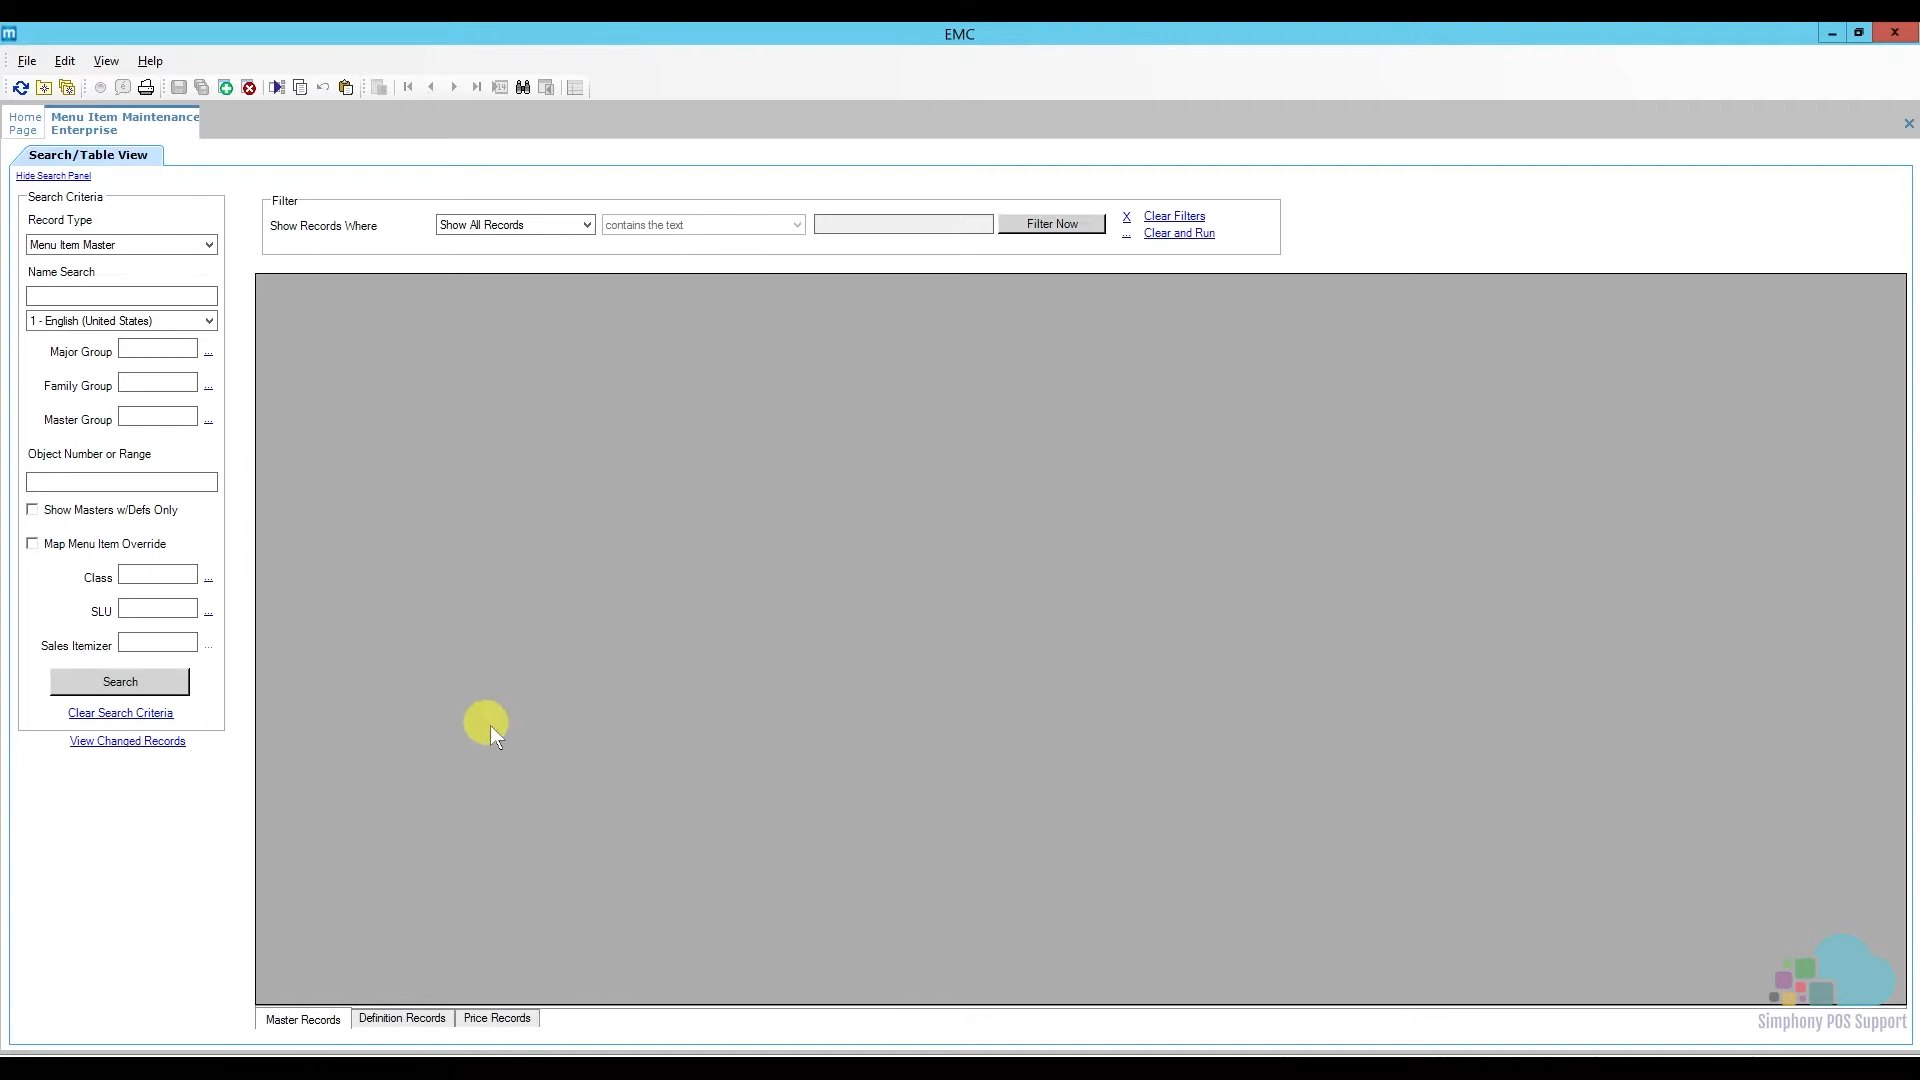 EMC
File Edit View Help
Home Page
Menu Item Maintenance
Enterprise
Search/Table View
Hide Search Panel
Search Criteria
Record Type
Menu Item Master
Name Search
1 - English (United States)
Major Group ...
Family Group ...
Master Group ...
Object Number or Range
Show Masters w/Defs Only
Map Menu Item Override
Class ...
SLU ...
Sales Itemizer ...
Search
Clear Search Criteria
View Changed Records
Filter
Show Records Where Show All Records contains the text Filter Now
X Clear Filters
... Clear and Run
Master Records Definition Records Price Records
Simphony POS Support